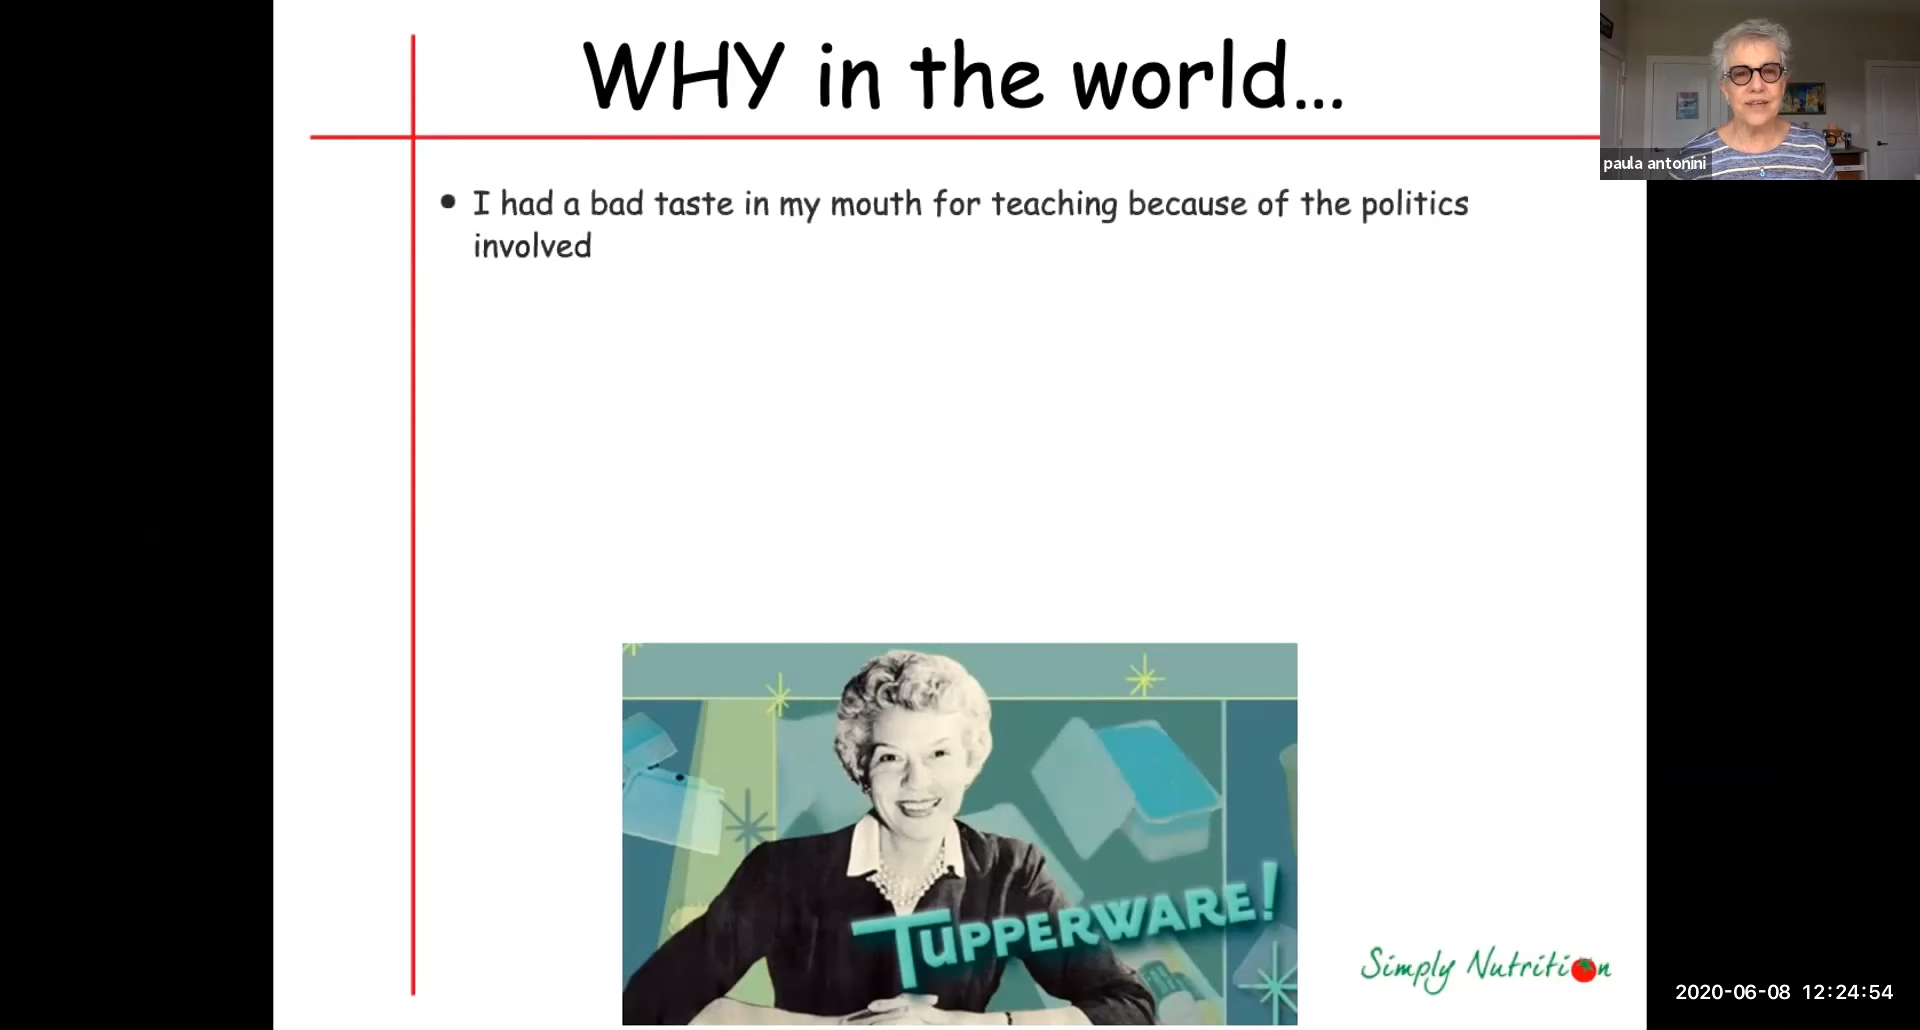 WHY in the world...
paula antonini
• I had a bad taste in my mouth for teaching because of the politics
involved
TUPPERWARE!
Simply Nutrition
2020-06-08 12:24:54